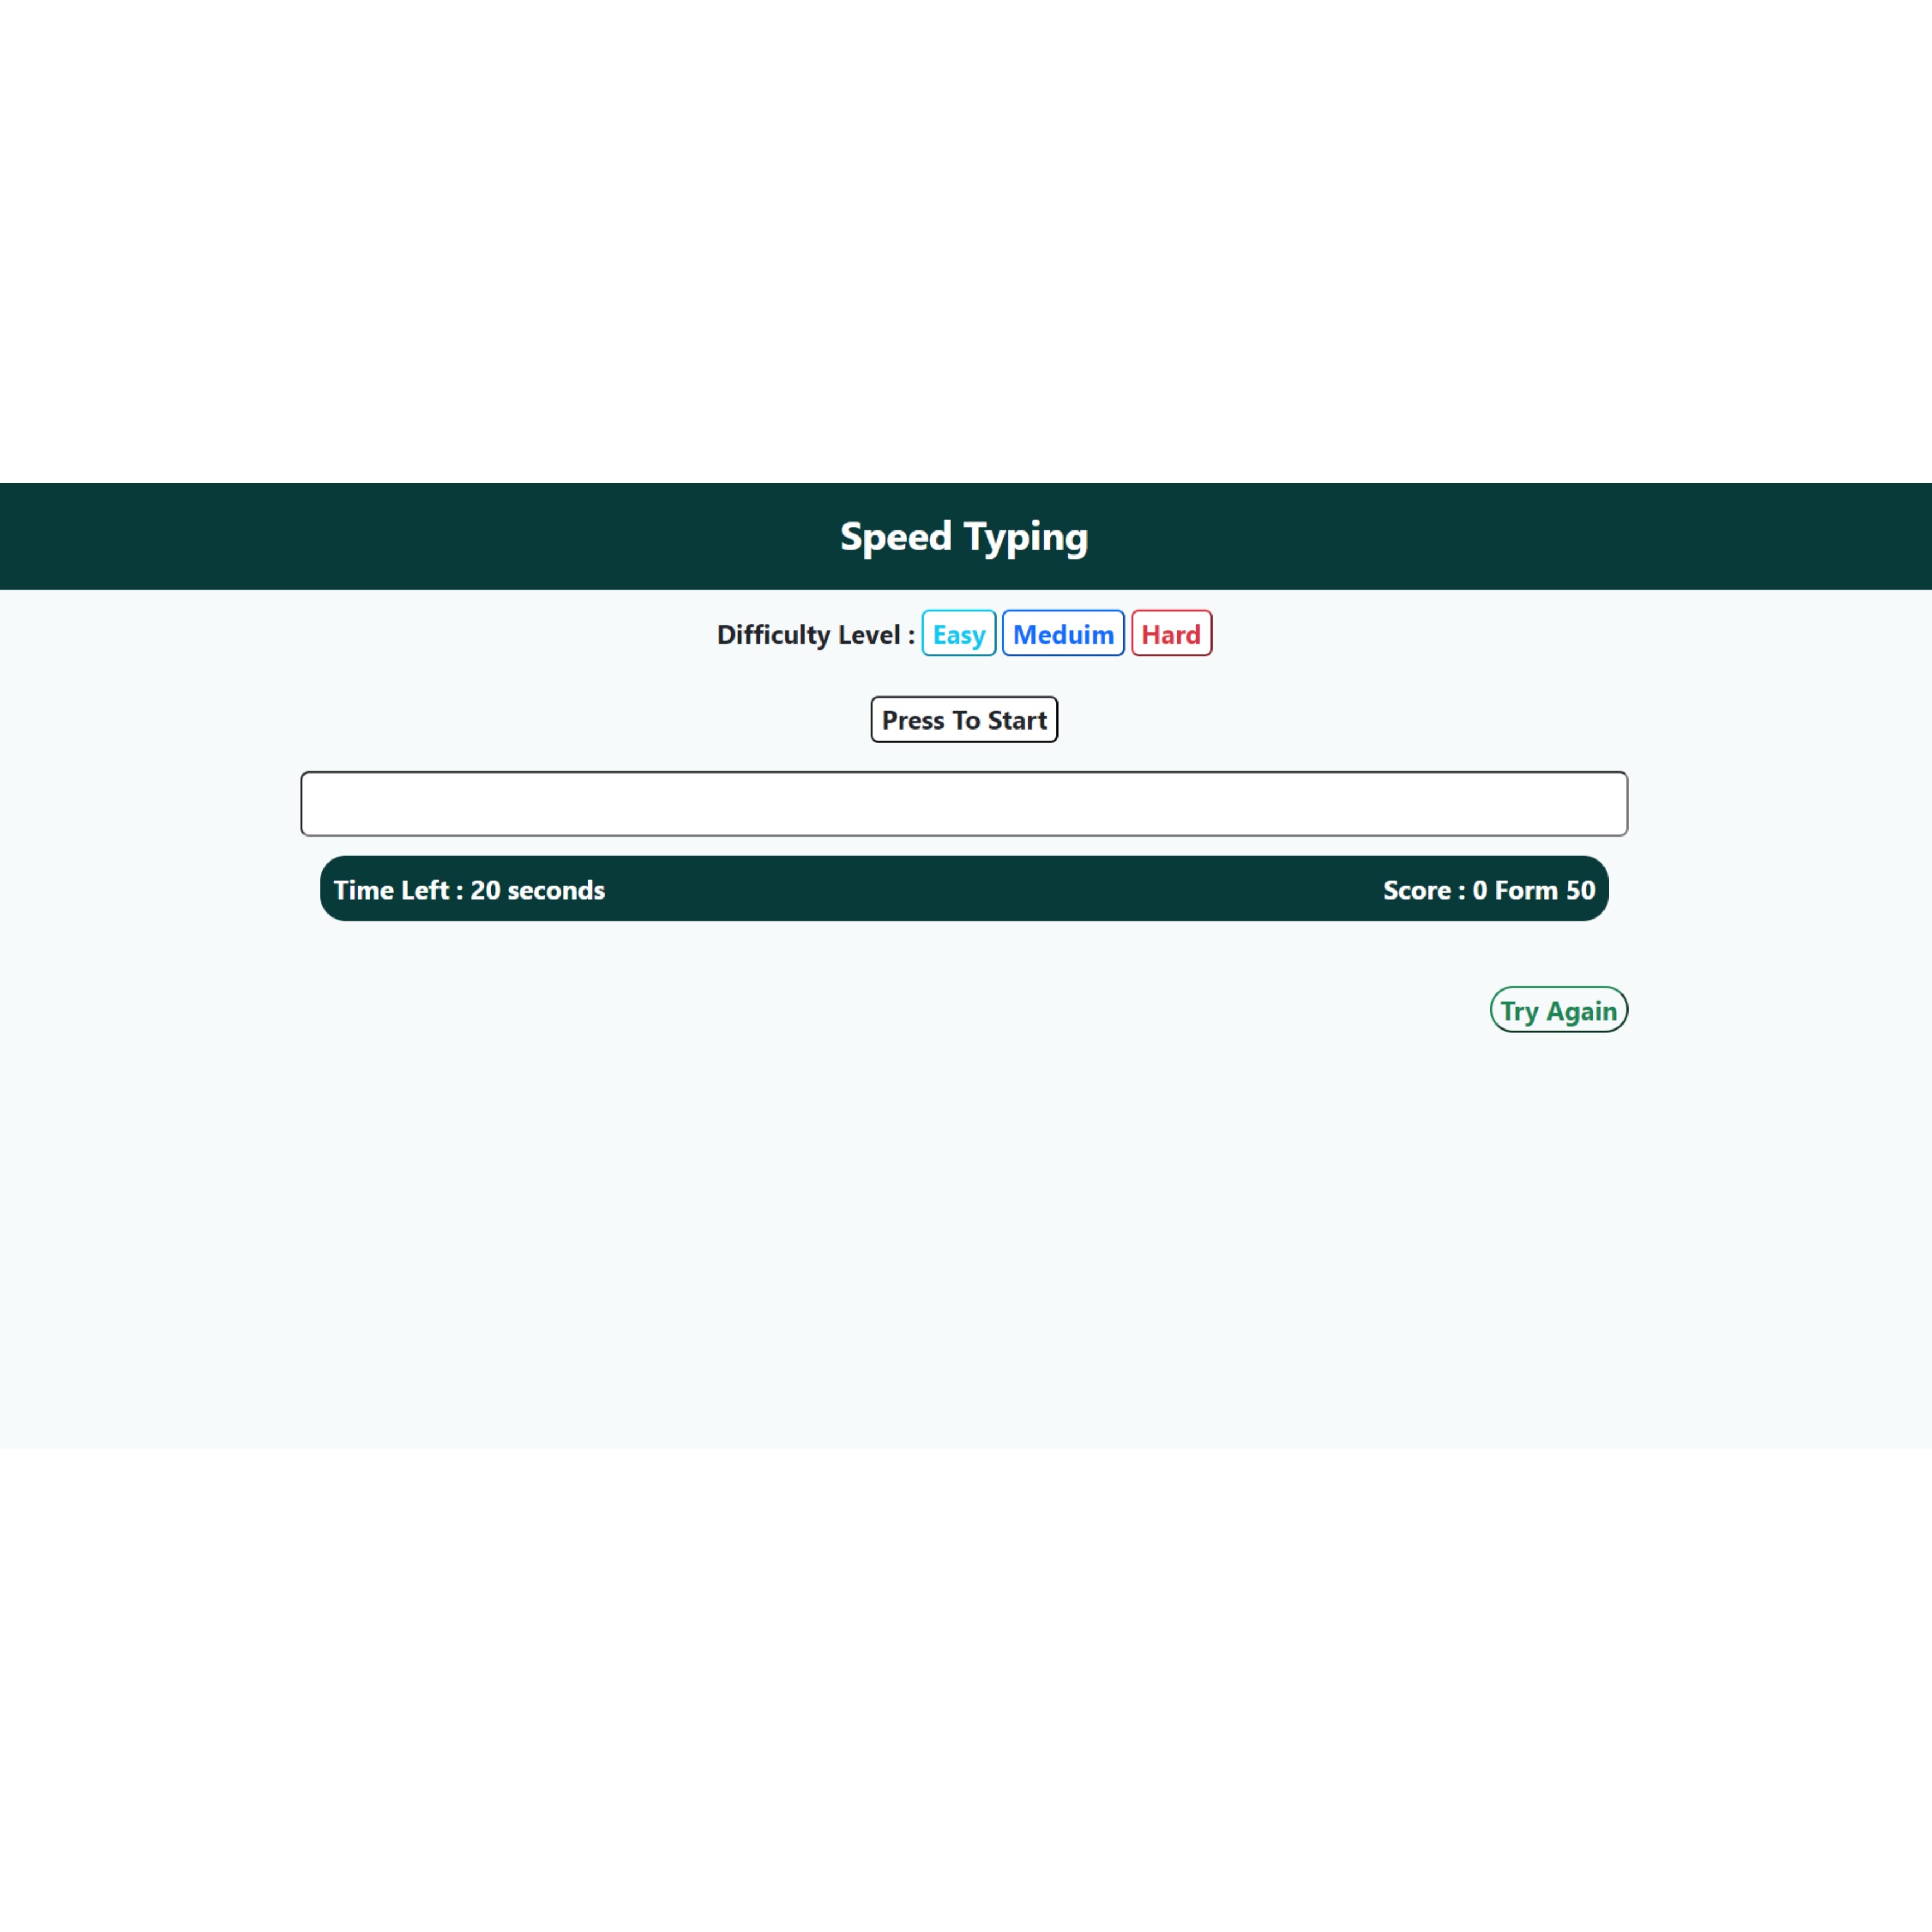 Speed Typing
Difficulty Level : Easy Meduim Hard
Press To Start
Time Left : 20 seconds Score : 0 Form 50
Try Again